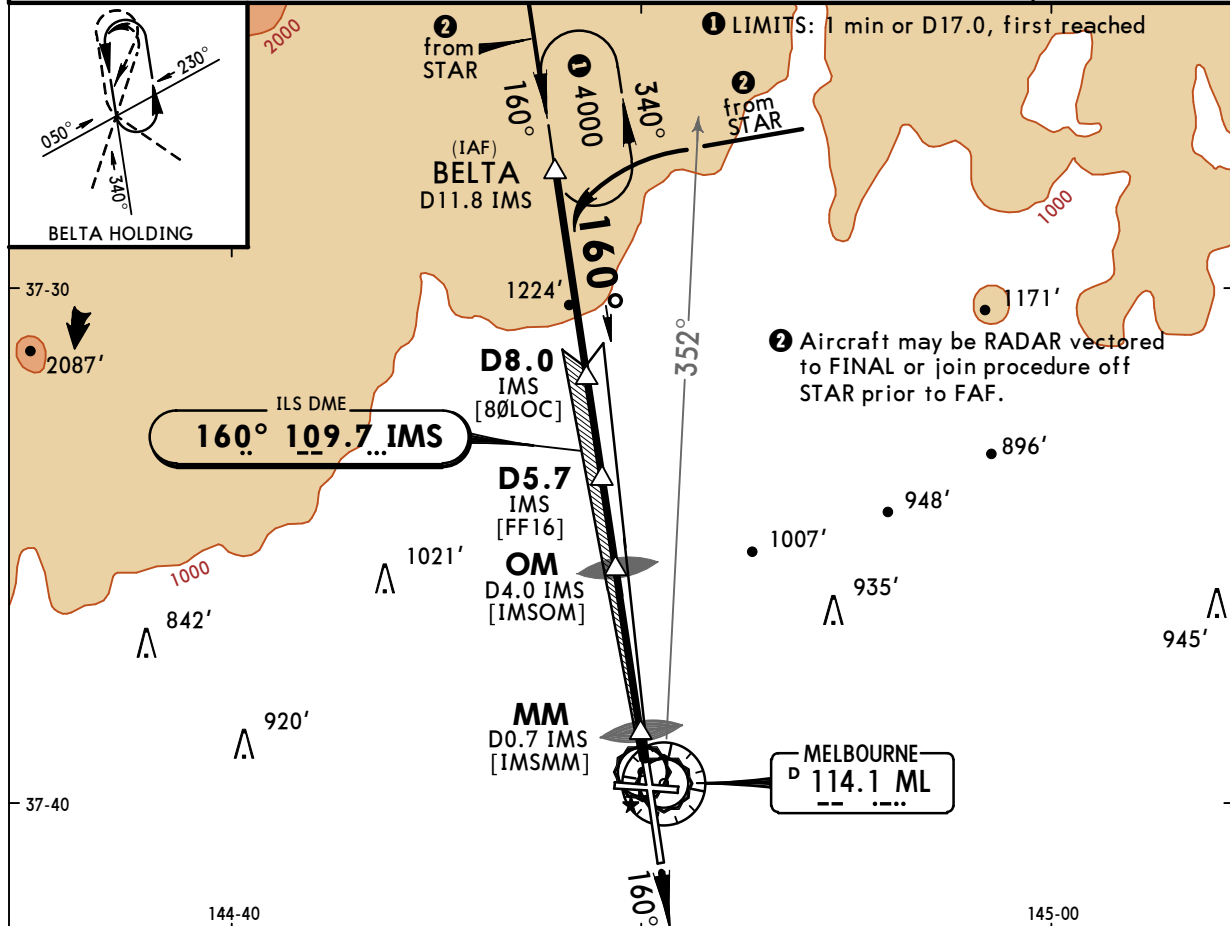 2000
050°
230°
340°
BELTA HOLDING
❷
from
STAR
❶ LIMITS: 1 min or D17.0, first reached
160°
❶ 4000
340°
❷
from
STAR
(IAF)
BELTA
D11.8 IMS
160°
1000
37-30
1224'
1171'
2087'
352°
❷ Aircraft may be RADAR vectored
to FINAL or join procedure off
STAR prior to FAF.
D8.0
IMS
[80LOC]
ILS DME
160° 109.7 IMS
896'
D5.7
IMS
[FF16]
948'
1007'
1000
1021'
OM
D4.0 IMS
[IMSOM]
935'
842'
945'
920'
MM
D0.7 IMS
[IMSMM]
MELBOURNE
D 114.1 ML
37-40
160°
144-40
145-00